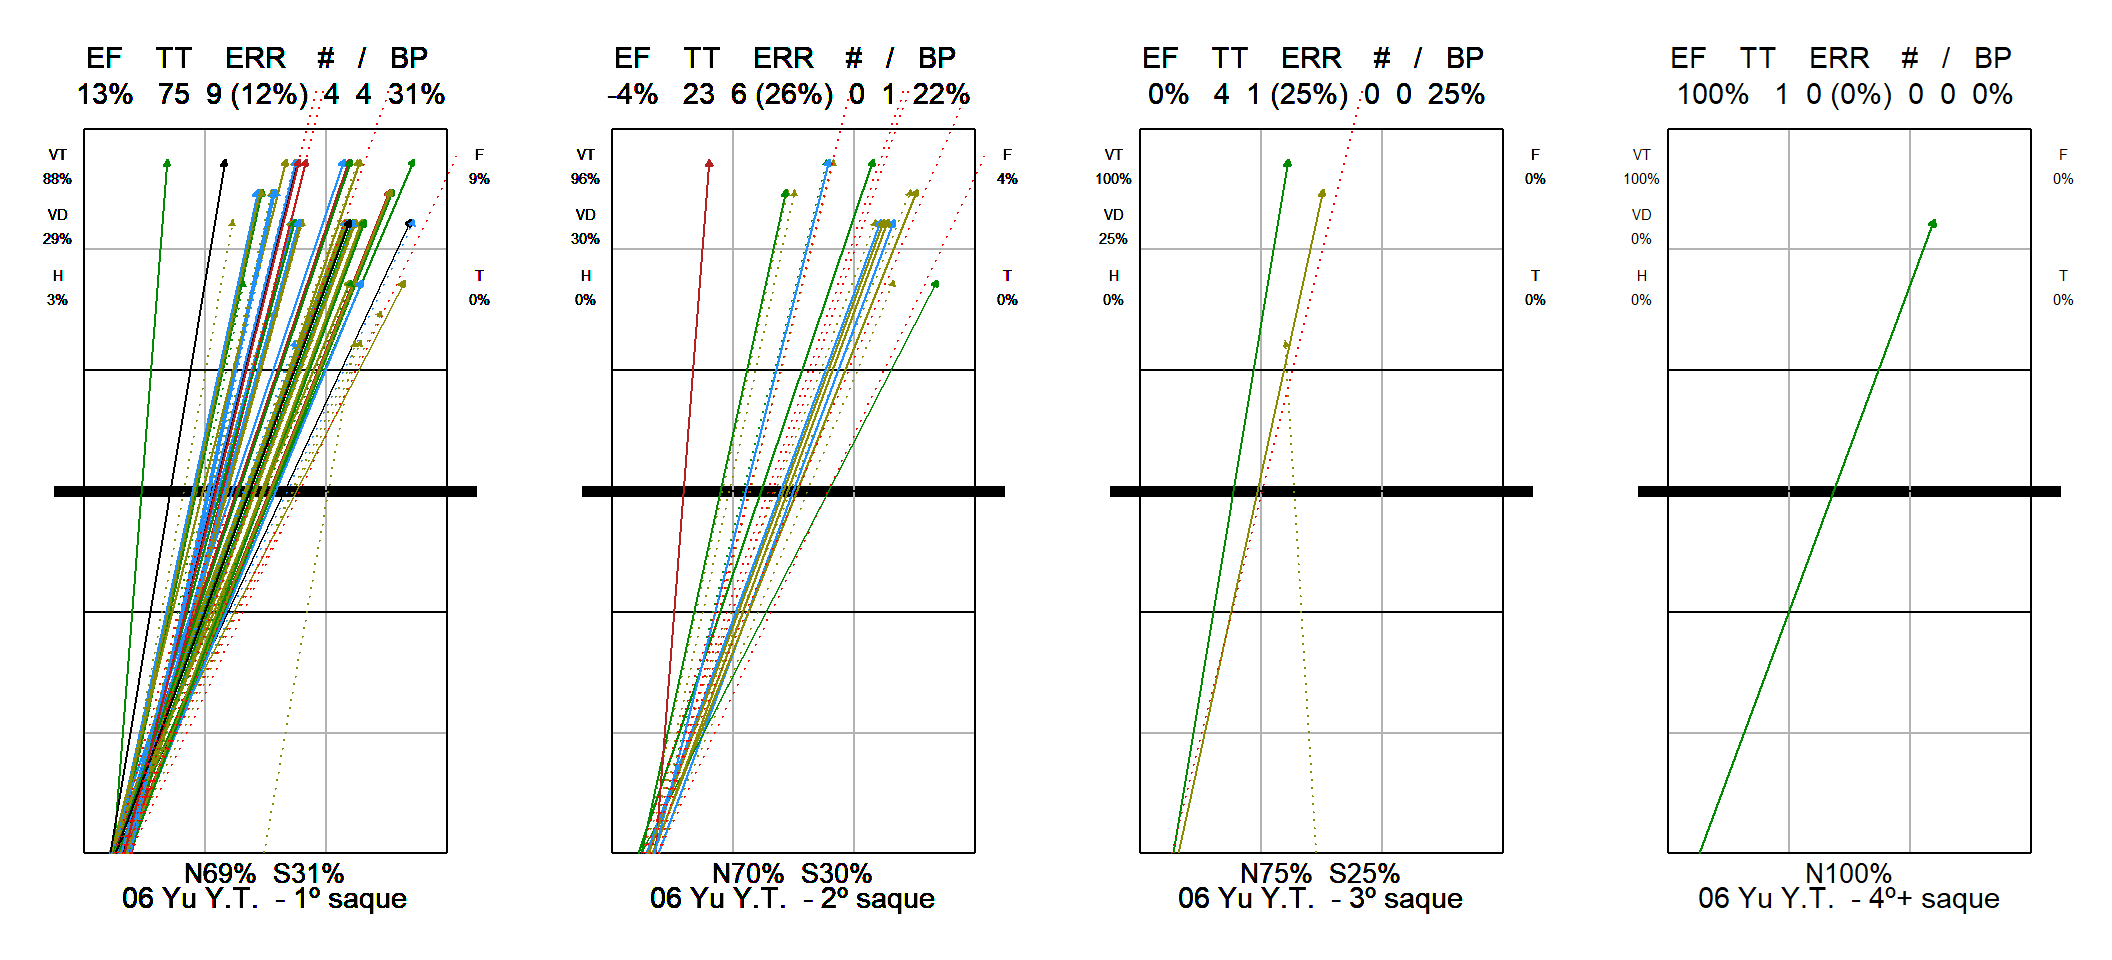 EF TT ERR # / BP
13% 75 9 (12%) 4 4 31%
VT
88%
VD
29%
H
3%
F
9%
T
0%
N69% S31%
06 Yu Y.T. - 1º saque
EF TT ERR # / BP
-4% 23 6 (26%) 0 1 22%
VT
96%
VD
30%
H
0%
F
4%
T
0%
N70% S30%
06 Yu Y.T. - 2º saque
EF TT ERR # / BP
0% 4 1 (25%) 0 0 25%
VT
100%
VD
25%
H
0%
F
0%
T
0%
N75% S25%
06 Yu Y.T. - 3º saque
EF TT ERR # / BP
100% 1 0 (0%) 0 0 0%
VT
100%
VD
0%
H
0%
F
0%
T
0%
N100%
06 Yu Y.T. - 4º+ saque